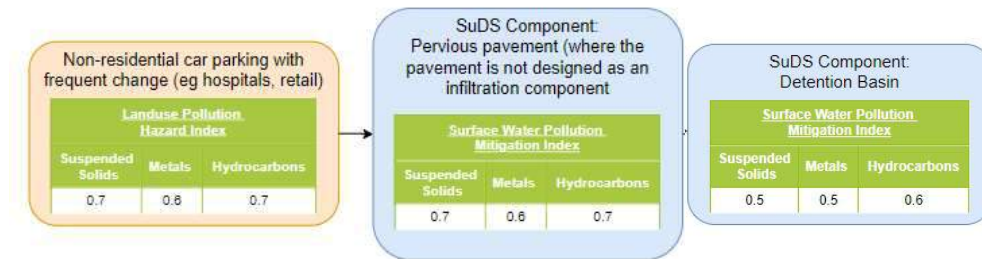 Non-residential car parking with
frequent change (eg hospitals, retail)
Landuse Pollution
Hazard Index
Suspended
Solids
Metals
Hydrocarbons
0.7
0.6
0.7
SuDS Component:
Pervious pavement (where the
pavement is not designed as an
infiltration component
Surface Water Pollution
Mitigation Index
Suspended
Solids
Metals
Hydrocarbons
0.7
0.6
0.7
SuDS Component:
Detention Basin
Surface Water Pollution
Mitigation Index
Suspended
Solids
Metals
Hydrocarbons
0.5
0.5
0.6